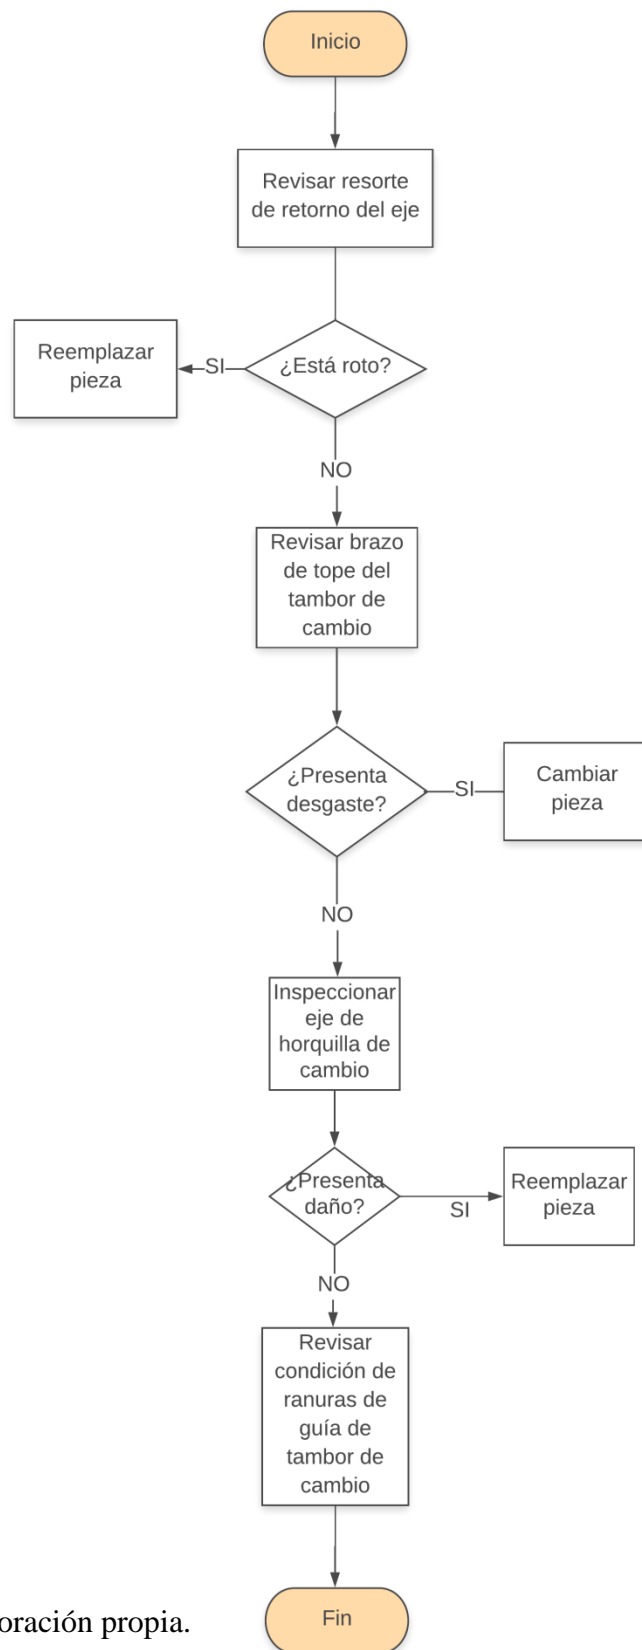 Inicio
Revisar resorte
de retorno del eje
Reemplazar
pieza
SI
¿Está roto?
NO
Revisar brazo
de tope del
tambor de
cambio
¿Presenta
desgaste?
SI
Cambiar
pieza
NO
Inspeccionar
eje de
horquilla de
cambio
¿Presenta
daño?
SI
Reemplazar
pieza
NO
Revisar
condición de
ranuras de
guía de
tambor de
cambio
oración propia.
Fin